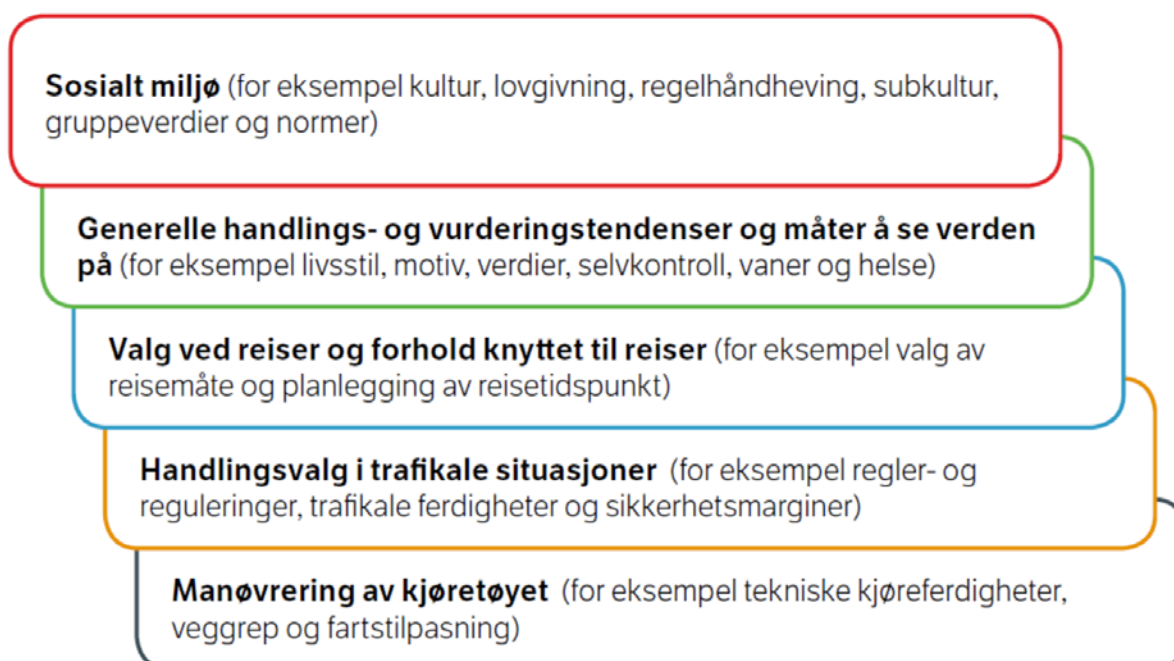 Sosialt miljø (for eksempel kultur, lovgivning, regelhåndheving, subkultur,
gruppeverdier og normer)
Generelle handlings- og vurderingstendenser og måter å se verden
på (for eksempel livsstil, motiv, verdier, selvkontroll, vaner og helse)
Valg ved reiser og forhold knyttet til reiser (for eksempel valg av
reisemåte og planlegging av reisetidspunkt)
Handlingsvalg i trafikale situasjoner (for eksempel regler- og
reguleringer, trafikale ferdigheter og sikkerhetsmarginer)
Manøvrering av kjøretøyet (for eksempel tekniske kjøreferdigheter,
veggrep og fartstilpasning)